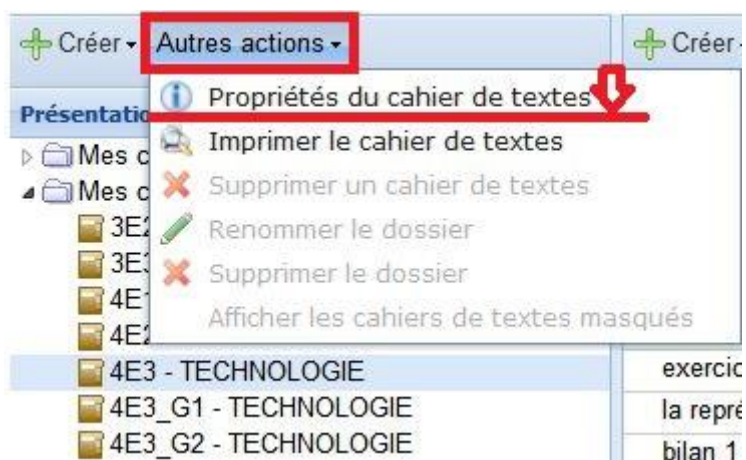 Créer Autres actions Créer
Propriétés du cahier de textes
Présentatio
Imprimer le cahier de textes
Mes c
Supprimer un cahier de textes
Mes c
Renommer le dossier
3E2
Supprimer le dossier
3E3
4E1
Afficher les cahiers de textes masqués
4E2
4E3 - TECHNOLOGIE exercic
4E3_G1 - TECHNOLOGIE la repré
4E3_G2 - TECHNOLOGIE bilan 1